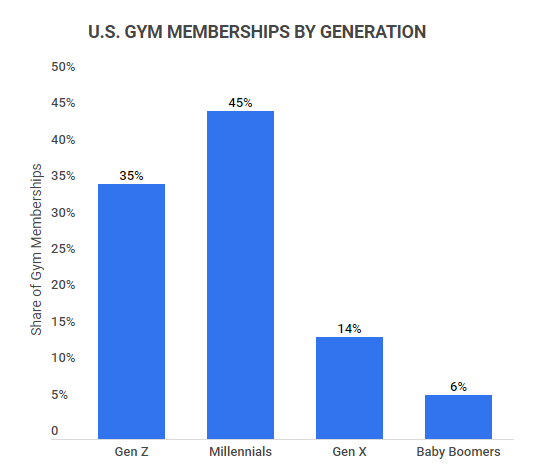 U.S. GYM MEMBERSHIPS BY GENERATION
Share of Gym Memberships
50%
45%
40%
35%
30%
25%
20%
15%
10%
5%
0
35%
45%
14%
6%
Gen Z
Millennials
Gen X
Baby Boomers